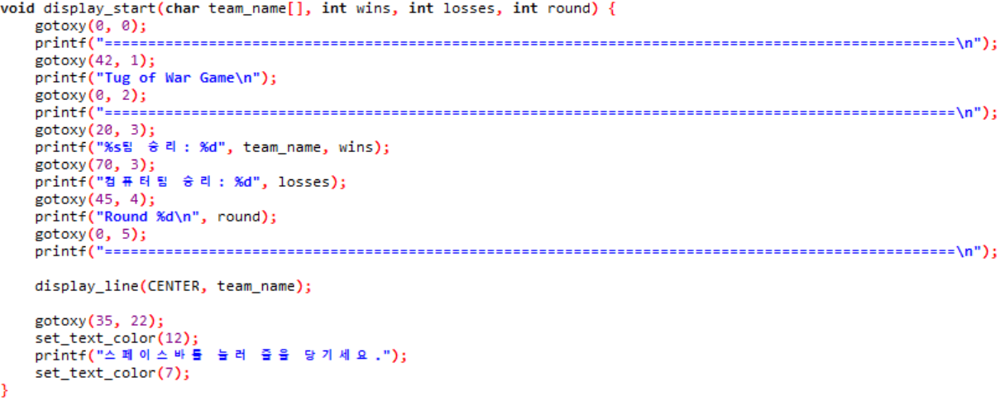 void display_start(char team_name[], int wins, int losses, int round) {
    gotoxy(0, 0);
    printf("===================================================================================================\n");
    gotoxy(42, 1);
    printf("Tug of War Game\n");
    gotoxy(0, 2);
    printf("===================================================================================================\n");
    gotoxy(20, 3);
    printf("%s팀 승리: %d", team_name, wins);
    gotoxy(70, 3);
    printf("컴퓨터팀 승리: %d", losses);
    gotoxy(45, 4);
    printf("Round %d\n", round);
    gotoxy(0, 5);
    printf("===================================================================================================\n");
    display_line(CENTER, team_name);
    gotoxy(35, 22);
    set_text_color(12);
    printf("스페이스바를 눌러 줄을 당기세요.");
    set_text_color(7);
}